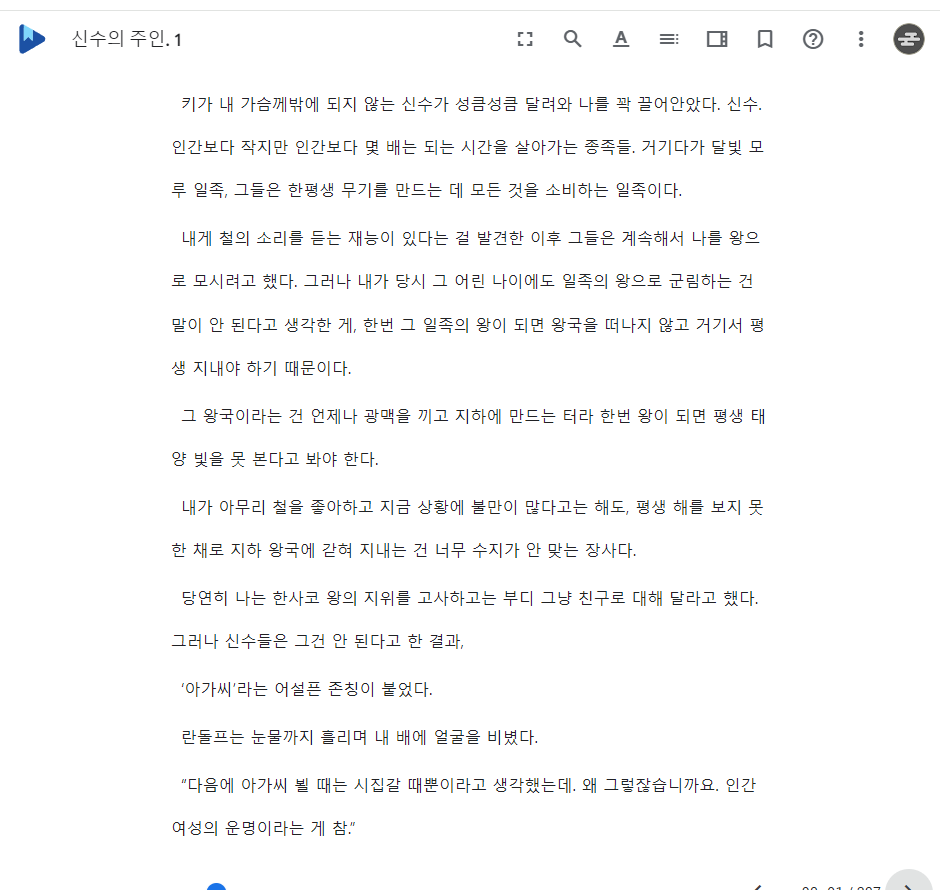 신수의 주인. 1
키가 내 가슴께밖에 되지 않는 신수가 성큼성큼 달려와 나를 꽉 끌어안았다. 신수.
인간보다 작지만 인간보다 몇 배는 되는 시간을 살아가는 종족들. 거기다가 달빛 모
루 일족, 그들은 한평생 무기를 만드는 데 모든 것을 소비하는 일족이다.
내게 철의 소리를 듣는 재능이 있다는 걸 발견한 이후 그들은 계속해서 나를 왕으
로 모시려고 했다. 그러나 내가 당시 그 어린 나이에도 일족의 왕으로 군림하는 건
말이 안 된다고 생각한 게, 한번 그 일족의 왕이 되면 왕국을 떠나지 않고 거기서 평
생 지내야 하기 때문이다.
그 왕국이라는 건 언제나 광맥을 끼고 지하에 만드는 터라 한번 왕이 되면 평생 태
양 빛을 못 본다고 봐야 한다.
내가 아무리 철을 좋아하고 지금 상황에 불만이 많다고는 해도, 평생 해를 보지 못
한 채로 지하 왕국에 갇혀 지내는 건 너무 수지가 안 맞는 장사다.
당연히 나는 한사코 왕의 지위를 고사하고는 부디 그냥 친구로 대해 달라고 했다.
그러나 신수들은 그건 안 된다고 한 결과,
‘아가씨’라는 어설픈 존칭이 붙었다.
란돌프는 눈물까지 흘리며 내 배에 얼굴을 비볐다.
“다음에 아가씨 뵐 때는 시집갈 때뿐이라고 생각했는데. 왜 그렇잖습니까요. 인간
여성의 운명이라는 게 참.”